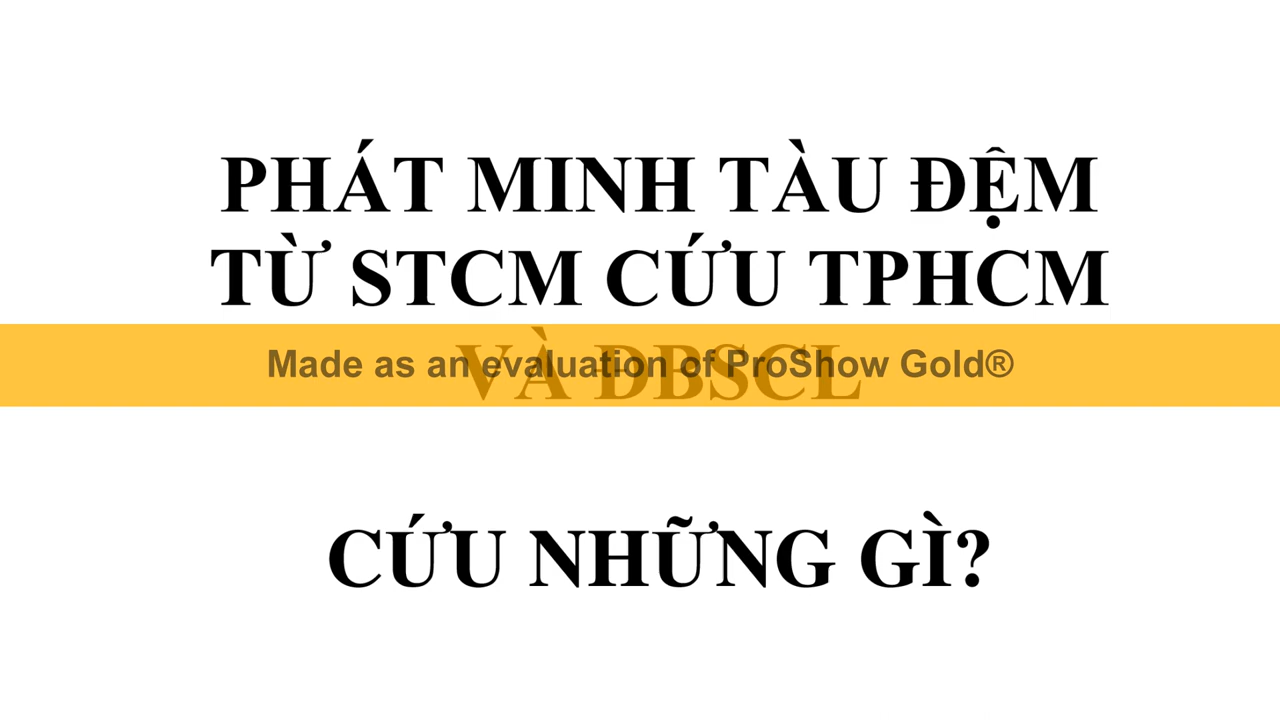 PHÁT MINH TÀU ĐỆM
TỪ STCM CỨU TPHCM
VÀ ĐBSCL
Made as an evaluation of ProShow Gold®
CỨU NHỮNG GÌ?